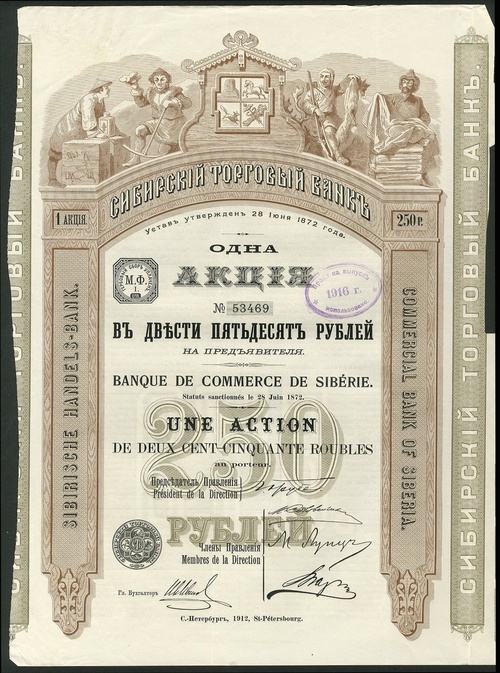 СИБИРСКІЙ ТОРГОВЫЙ БАНКЪ
Уставъ утвержденъ 28 Іюня 1872 года.
1 АКЦІЯ.
250 Р.
ОДНА
АКЦІЯ
М.Ф.
1.
№ 53469
1916 г.
ВЪ ДВѢСТИ ПЯТЬДЕСЯТЪ РУБЛЕЙ
НА ПРЕДЪЯВИТЕЛЯ.
BANQUE DE COMMERCE DE SIBÉRIE.
Statuts sanctionnés le 28 Juin 1872.
UNE ACTION
DE DEUX CENT-CINQUANTE ROUBLES
au porteur.
250
РУБЛЕЙ
Предсѣдатель Правленія
Président de la Direction
Члены Правленія
Membres de la Direction
Гл. Бухгалтеръ
С.-Петербургъ, 1912, St-Pétersbourg.
SIBIRISCHE HANDELS-BANK.
COMMERCIAL BANK OF SIBERIA.
ТОРГОВЫЙ БАНКЪ.
СИБИРСКІЙ ТОРГОВЫЙ БАНКЪ.